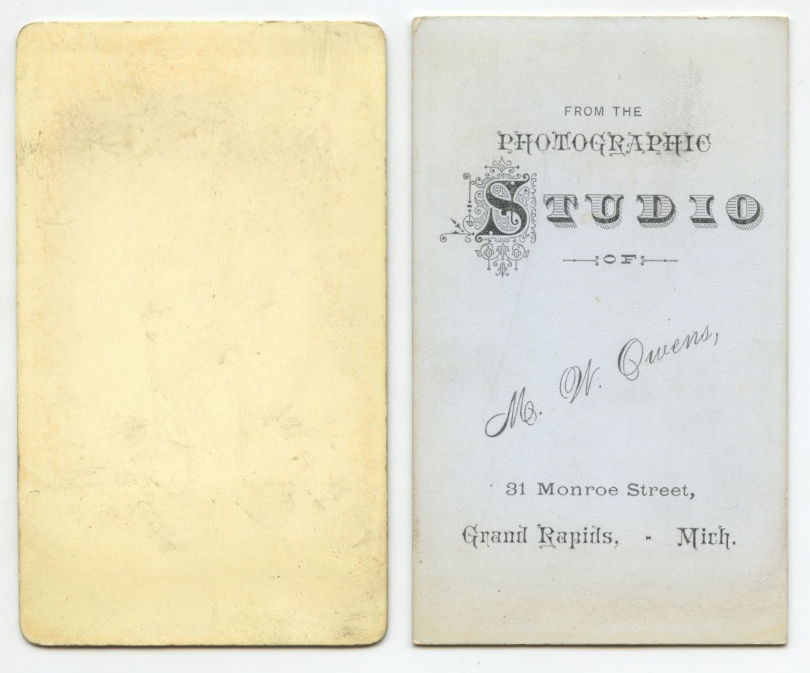 FROM THE
PHOTOGRAPHIC
STUDIO
OF
M. W. Owens,
31 Monroe Street,
Grand Rapids, - Mich.